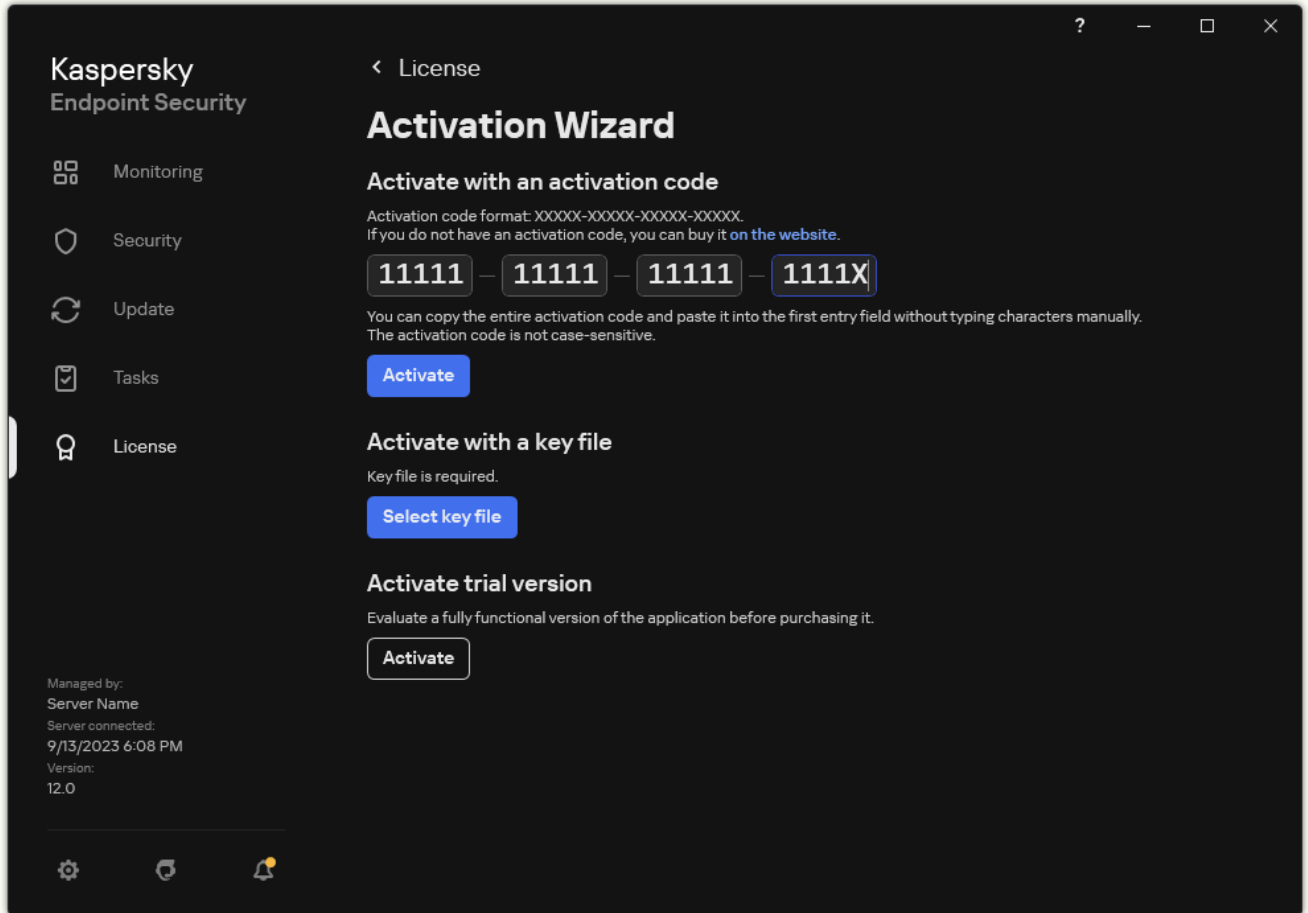 ?
Kaspersky
Endpoint Security
Monitoring
Security
Update
Tasks
License
Managed by:
Server Name
Server connected:
9/13/2023 6:08 PM
Version:
12.0
License
Activation Wizard
Activate with an activation code
Activation code format: XXXXX-XXXXX-XXXXX-XXXXX.
If you do not have an activation code, you can buy it on the website.
11111 – 11111 – 11111 – 1111X
You can copy the entire activation code and paste it into the first entry field without typing characters manually.
The activation code is not case-sensitive.
Activate
Activate with a key file
Key file is required.
Select key file
Activate trial version
Evaluate a fully functional version of the application before purchasing it.
Activate